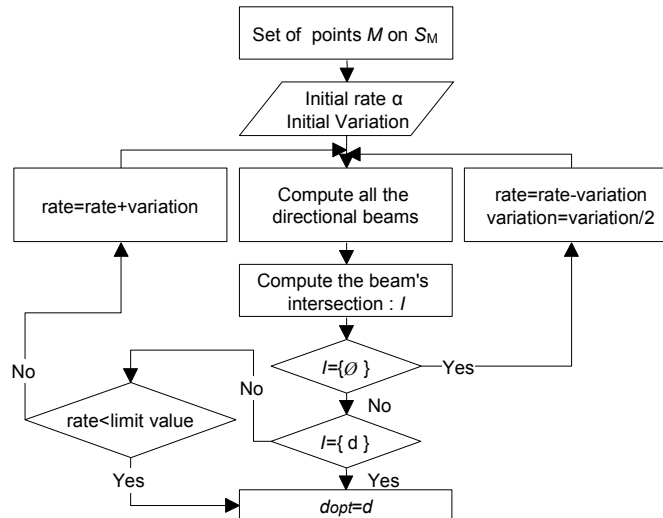 Set of points M on SM
Initial rate α
Initial Variation
rate=rate+variation
Compute all the
directional beams
rate=rate-variation
variation=variation/2
Compute the beam's
intersection : I
I={Ø }
Yes
No
No
No
rate<limit value
I={ d }
Yes
Yes
dopt=d